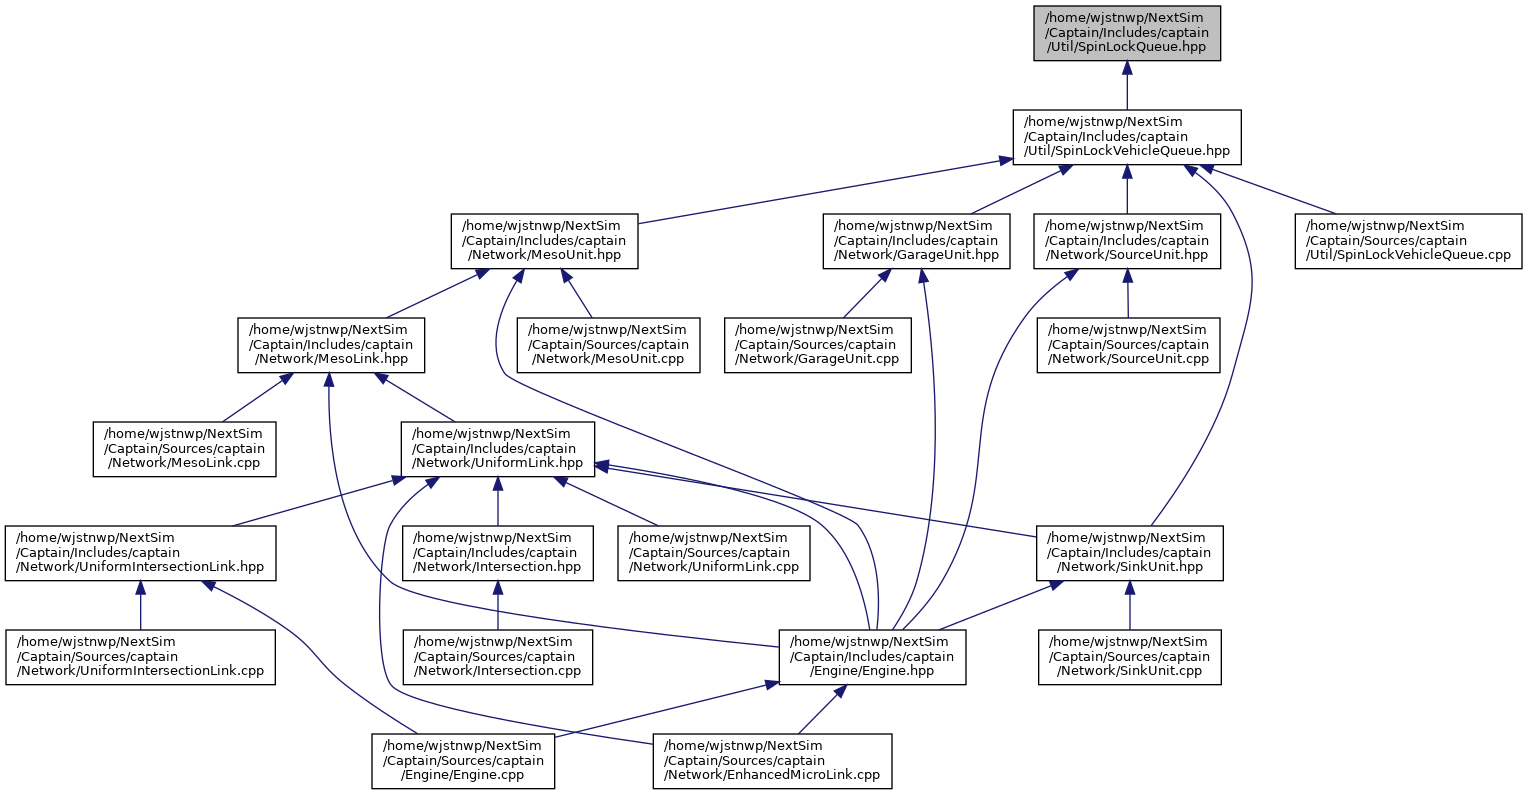 /home/wjstnwp/NextSim
/Captain/Includes/captain
/Util/SpinLockQueue.hpp
/home/wjstnwp/NextSim
/Captain/Includes/captain
/Util/SpinLockVehicleQueue.hpp
/home/wjstnwp/NextSim
/Captain/Includes/captain
/Network/MesoUnit.hpp
/home/wjstnwp/NextSim
/Captain/Includes/captain
/Network/GarageUnit.hpp
/home/wjstnwp/NextSim
/Captain/Includes/captain
/Network/SourceUnit.hpp
/home/wjstnwp/NextSim
/Captain/Sources/captain
/Util/SpinLockVehicleQueue.cpp
/home/wjstnwp/NextSim
/Captain/Includes/captain
/Network/MesoLink.hpp
/home/wjstnwp/NextSim
/Captain/Sources/captain
/Network/MesoUnit.cpp
/home/wjstnwp/NextSim
/Captain/Sources/captain
/Network/GarageUnit.cpp
/home/wjstnwp/NextSim
/Captain/Sources/captain
/Network/SourceUnit.cpp
/home/wjstnwp/NextSim
/Captain/Sources/captain
/Network/MesoLink.cpp
/home/wjstnwp/NextSim
/Captain/Includes/captain
/Network/UniformLink.hpp
/home/wjstnwp/NextSim
/Captain/Includes/captain
/Network/UniformIntersectionLink.hpp
/home/wjstnwp/NextSim
/Captain/Includes/captain
/Network/Intersection.hpp
/home/wjstnwp/NextSim
/Captain/Sources/captain
/Network/UniformLink.cpp
/home/wjstnwp/NextSim
/Captain/Includes/captain
/Network/SinkUnit.hpp
/home/wjstnwp/NextSim
/Captain/Sources/captain
/Network/UniformIntersectionLink.cpp
/home/wjstnwp/NextSim
/Captain/Sources/captain
/Network/Intersection.cpp
/home/wjstnwp/NextSim
/Captain/Includes/captain
/Engine/Engine.hpp
/home/wjstnwp/NextSim
/Captain/Sources/captain
/Network/SinkUnit.cpp
/home/wjstnwp/NextSim
/Captain/Sources/captain
/Engine/Engine.cpp
/home/wjstnwp/NextSim
/Captain/Sources/captain
/Network/EnhancedMicroLink.cpp